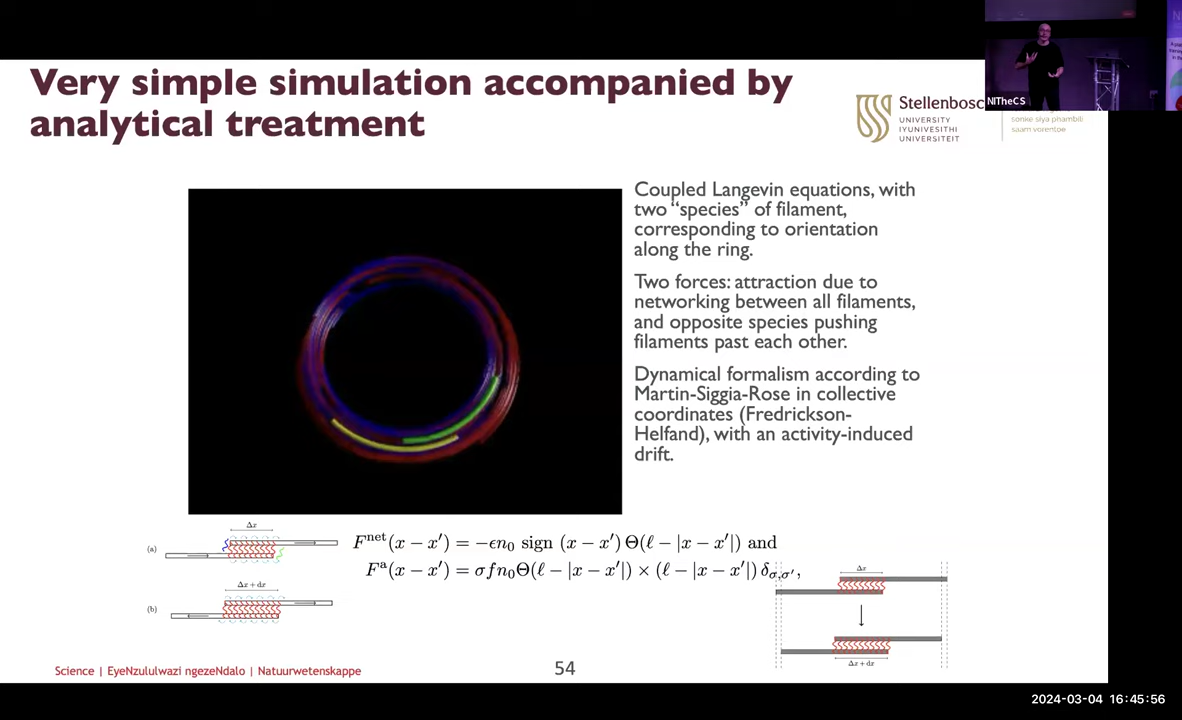 Very simple simulation accompanied by
analytical treatment
Stellenbosc
UNIVERSITY
IYUNIVESITHI
UNIVERSITEIT
sonke siya phambili
saam vorentoe
NITheCS
Coupled Langevin equations, with
two “species” of filament,
corresponding to orientation
along the ring.
Two forces: attraction due to
networking between all filaments,
and opposite species pushing
filaments past each other.
Dynamical formalism according to
Martin-Siggia-Rose in collective
coordinates (Fredrickson-
Helfand), with an activity-induced
drift.
(a)
Δx
(b)
Δx + dx
F^net(x − x′) = −ϵn₀ sign (x − x′) Θ(ℓ − |x − x′|) and
F^a(x − x′) = σfn₀Θ(ℓ − |x − x′|) × (ℓ − |x − x′|) δ_σ,σ′,
Δx
Δx + dx
Science | EyeNzululwazi ngezeNdalo | Natuurwetenskappe
54
2024-03-04 16:45:56